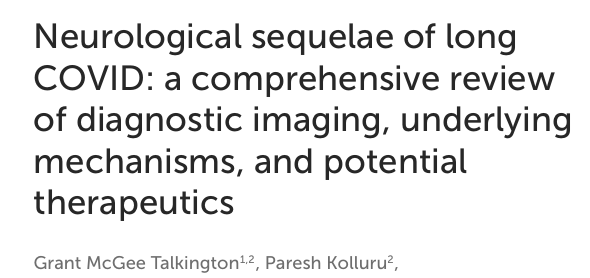 Neurological sequelae of long
COVID: a comprehensive review
of diagnostic imaging, underlying
mechanisms, and potential
therapeutics
Grant McGee Talkington1,2, Paresh Kolluru2,